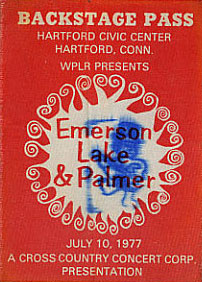 BACKSTAGE PASS
HARTFORD CIVIC CENTER
HARTFORD, CONN.
WPLR PRESENTS
Emerson
Lake
& Palmer
JULY 10, 1977
A CROSS COUNTRY CONCERT CORP.
PRESENTATION